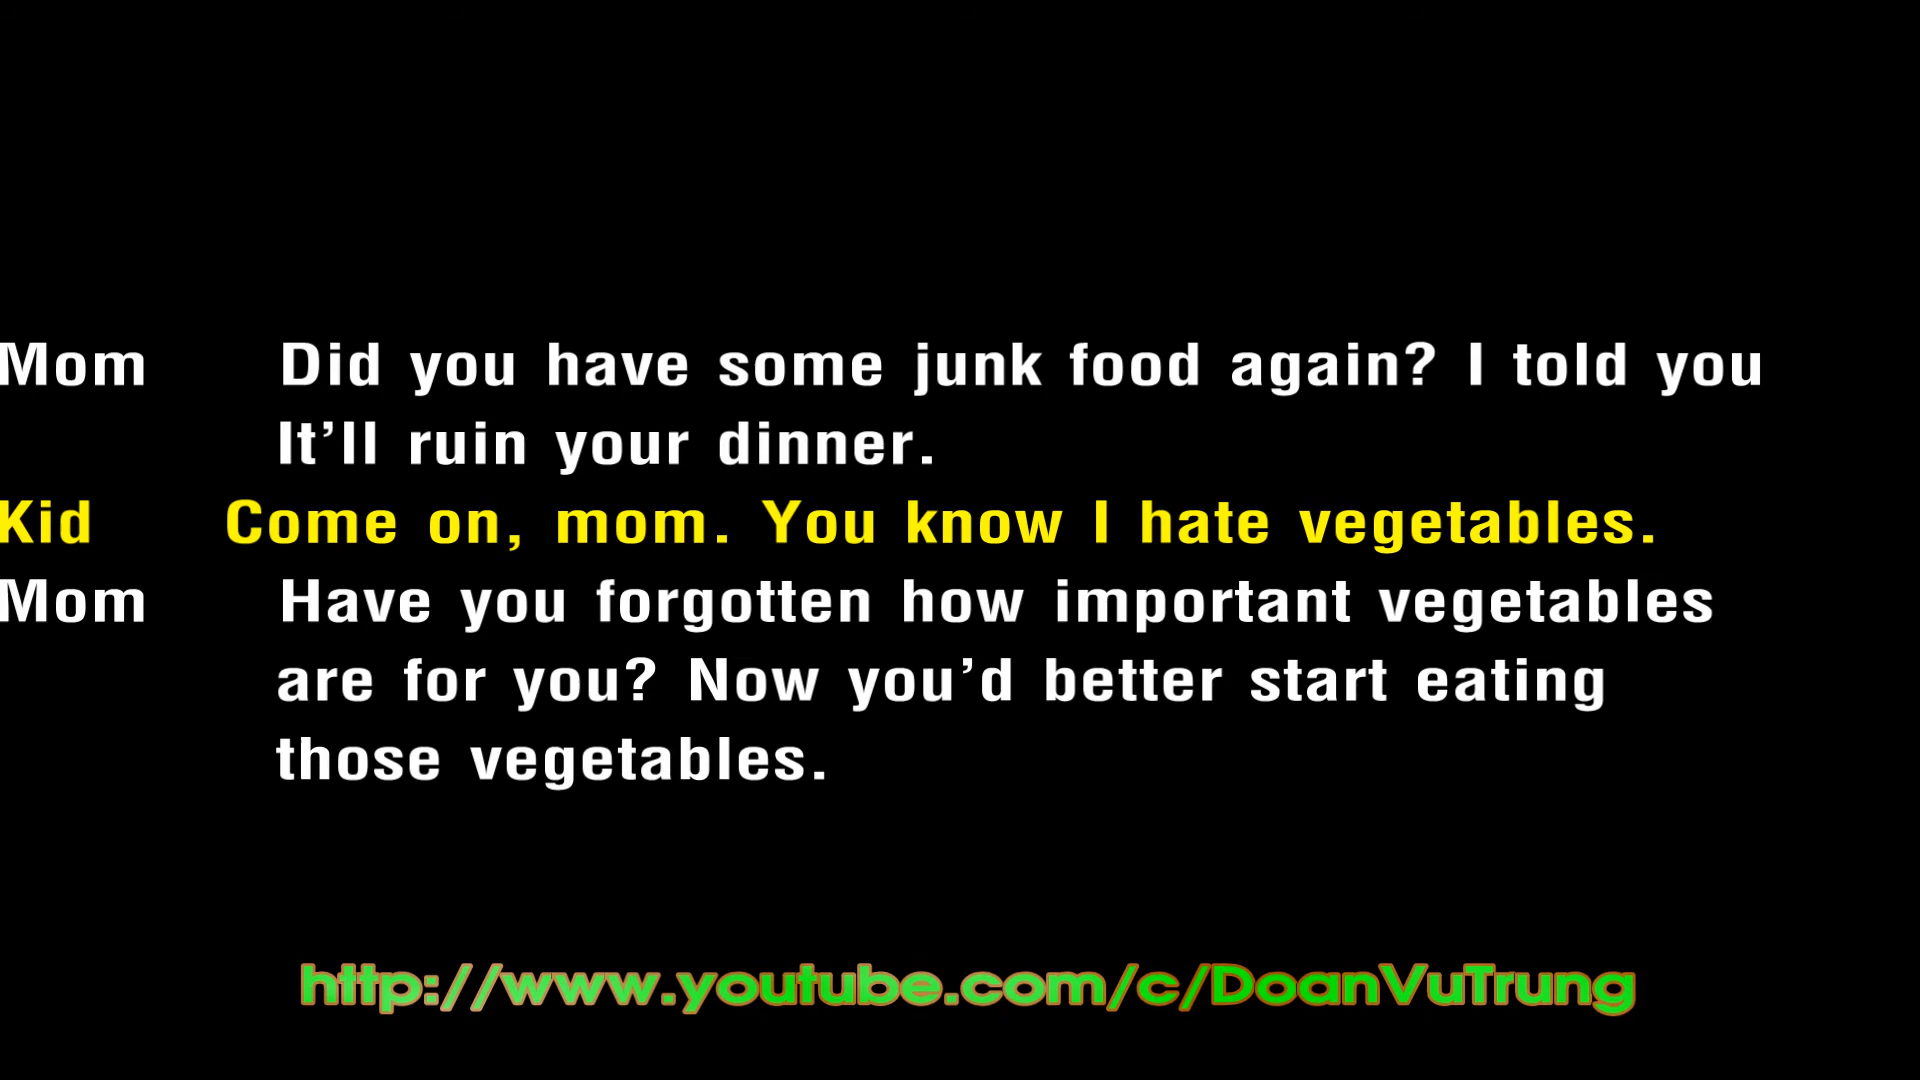 Mom Did you have some junk food again? I told you
It’ll ruin your dinner.
Kid Come on, mom. You know I hate vegetables.
Mom Have you forgotten how important vegetables
are for you? Now you’d better start eating
those vegetables.
http://www.youtube.com/c/DoanVuTrung